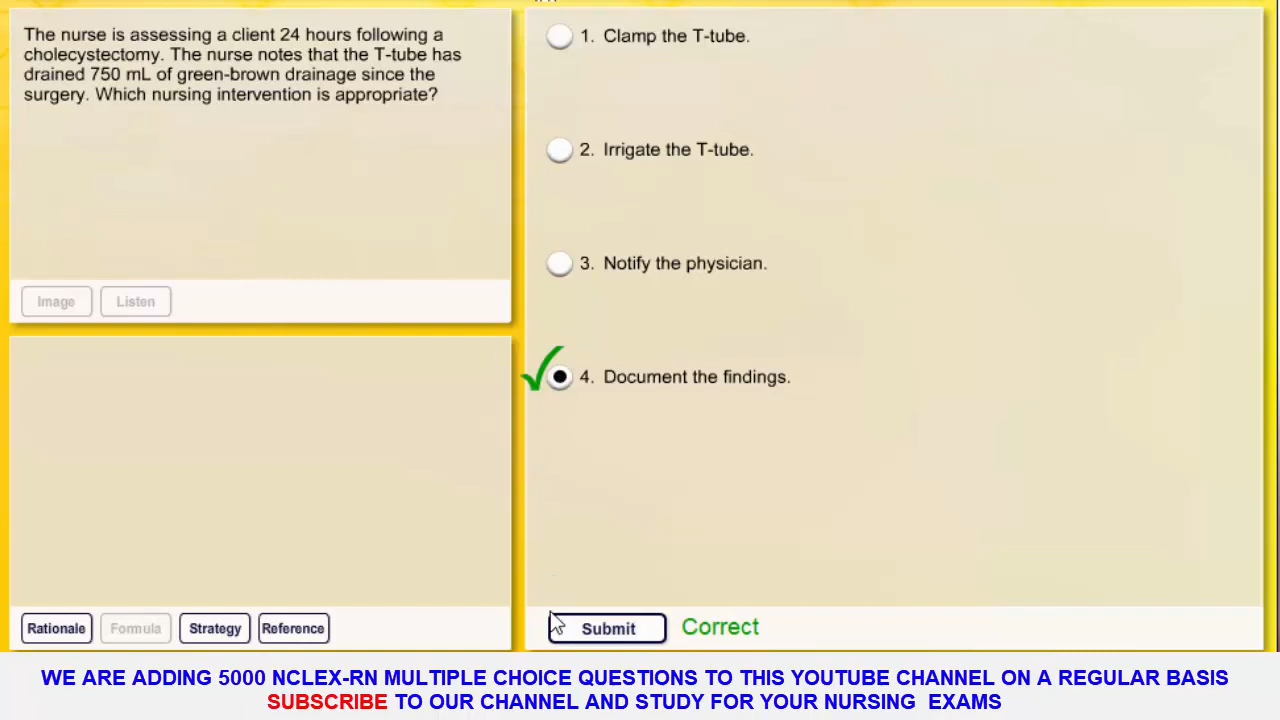 The nurse is assessing a client 24 hours following a
cholecystectomy. The nurse notes that the T-tube has
drained 750 mL of green-brown drainage since the
surgery. Which nursing intervention is appropriate?
Image
Listen
1. Clamp the T-tube.
2. Irrigate the T-tube.
3. Notify the physician.
4. Document the findings.
Rationale
Formula
Strategy
Reference
Submit
Correct
WE ARE ADDING 5000 NCLEX-RN MULTIPLE CHOICE QUESTIONS TO THIS YOUTUBE CHANNEL ON A REGULAR BASIS
SUBSCRIBE TO OUR CHANNEL AND STUDY FOR YOUR NURSING EXAMS